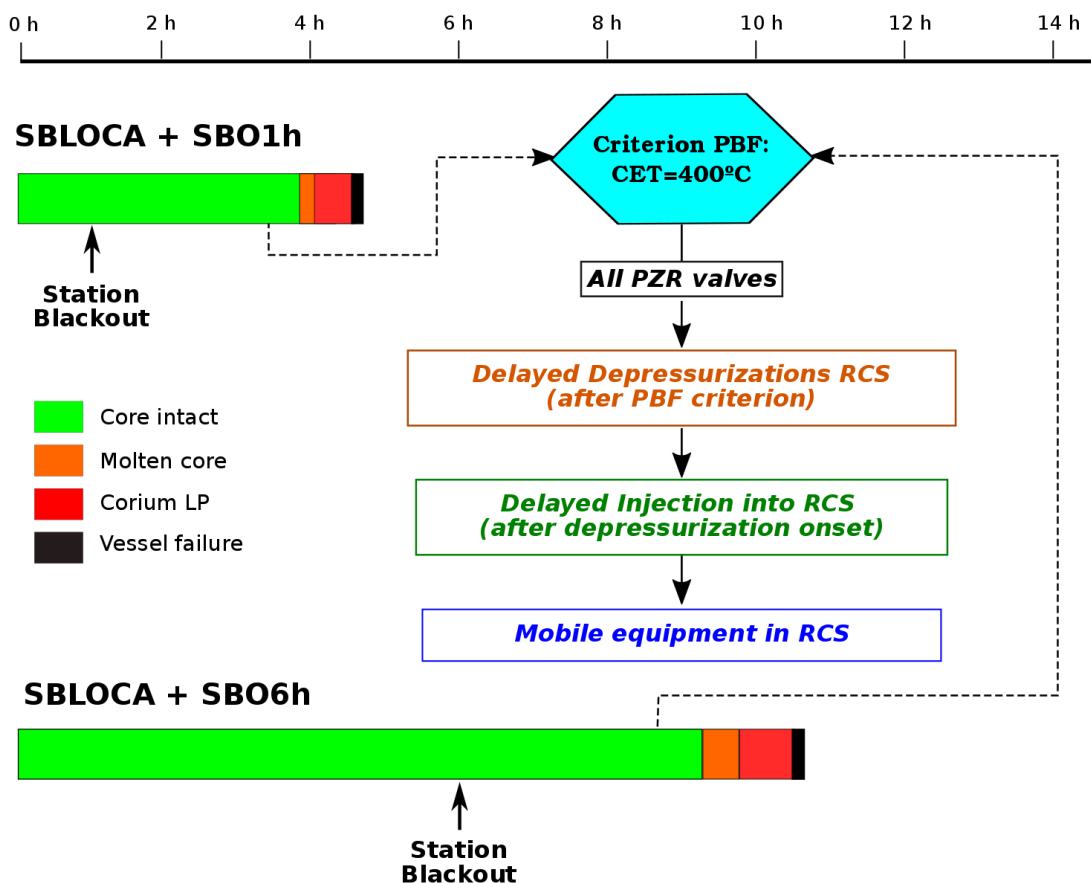 0 h 2 h 4 h 6 h 8 h 10 h 12 h 14 h
SBLOCA + SBO1h
Criterion PBF:
CET=400ºC
Station
Blackout
All PZR valves
Delayed Depressurizations RCS
(after PBF criterion)
Core intact
Molten core
Corium LP
Vessel failure
Delayed Injection into RCS
(after depressurization onset)
Mobile equipment in RCS
SBLOCA + SBO6h
Station
Blackout